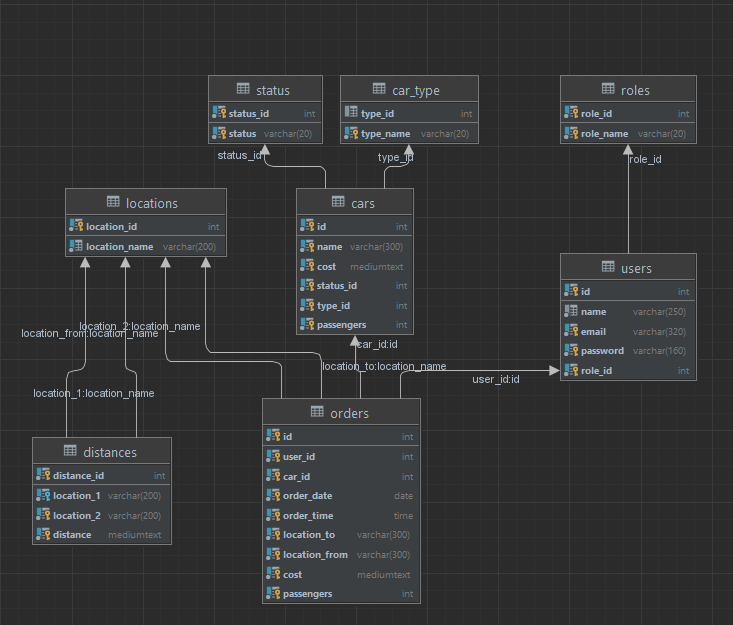 status
status_id int
status varchar(20)
car_type
type_id int
type_name varchar(20)
roles
role_id int
role_name varchar(20)
status_id
type_id
role_id
locations
location_id int
location_name varchar(200)
cars
id int
name varchar(300)
cost mediumtext
status_id int
type_id int
passengers int
users
id int
name varchar(250)
email varchar(320)
password varchar(160)
role_id int
location_2:location_name
location_from:location_name
car_id:id
location_to:location_name
user_id:id
location_1:location_name
distances
distance_id int
location_1 varchar(200)
location_2 varchar(200)
distance mediumtext
orders
id int
user_id int
car_id int
order_date date
order_time time
location_to varchar(300)
location_from varchar(300)
cost mediumtext
passengers int